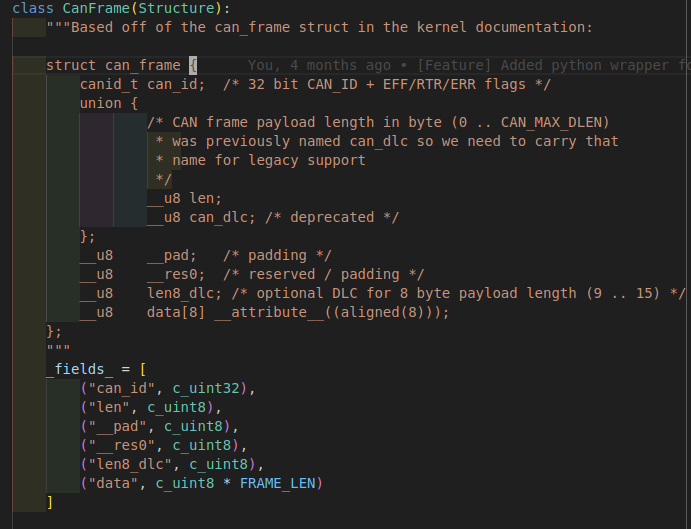 class CanFrame(Structure):
    """Based off of the can_frame struct in the kernel documentation:
    struct can_frame {        You, 4 months ago • [Feature] Added python wrapper
        canid_t can_id;  /* 32 bit CAN_ID + EFF/RTR/ERR flags */
        union {
                /* CAN frame payload length in byte (0 .. CAN_MAX_DLEN)
                 * was previously named can_dlc so we need to carry that
                 * name for legacy support
                 */
                __u8 len;
                __u8 can_dlc; /* deprecated */
        };
        __u8    __pad;   /* padding */
        __u8    __res0;  /* reserved / padding */
        __u8    len8_dlc; /* optional DLC for 8 byte payload length (9 .. 15) */
        __u8    data[8] __attribute__((aligned(8)));
    };
    """
    _fields_ = [
        ("can_id", c_uint32),
        ("len", c_uint8),
        ("__pad", c_uint8),
        ("__res0", c_uint8),
        ("len8_dlc", c_uint8),
        ("data", c_uint8 * FRAME_LEN)
    ]